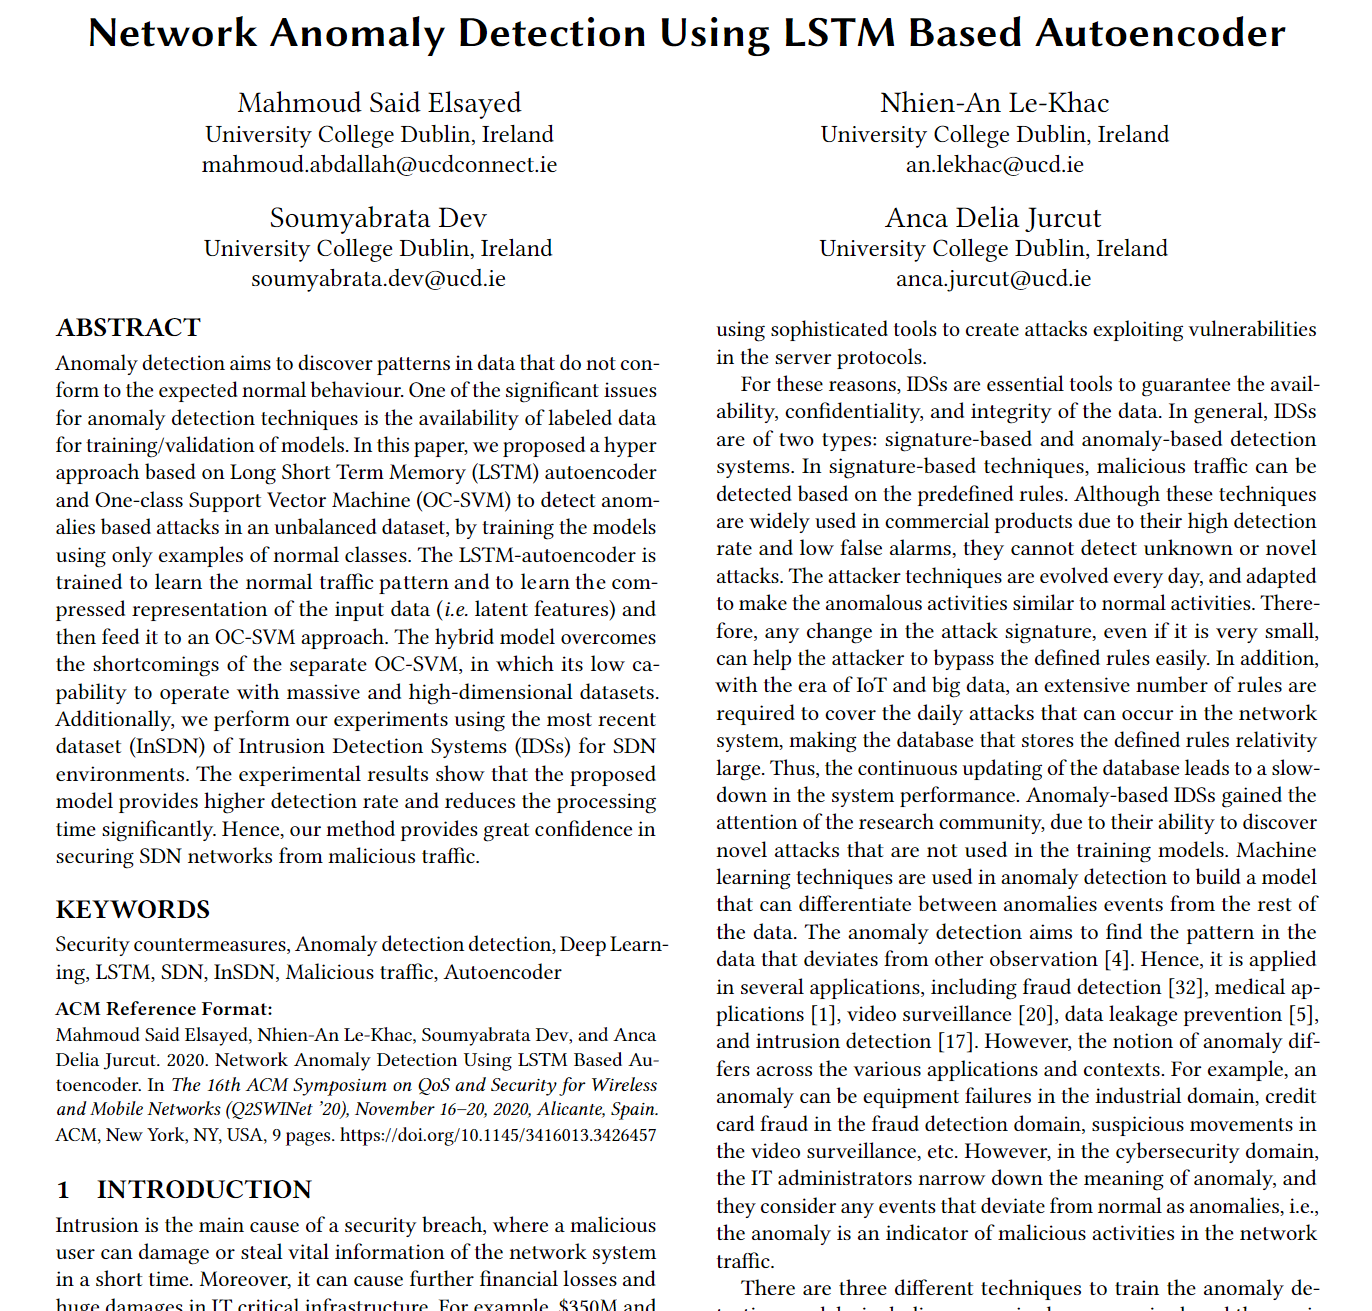 Network Anomaly Detection Using LSTM Based Autoencoder
Mahmoud Said Elsayed
University College Dublin, Ireland
mahmoud.abdallah@ucdconnect.ie
Nhien-An Le-Khac
University College Dublin, Ireland
an.lekhac@ucd.ie
Soumyabrata Dev
University College Dublin, Ireland
soumyabrata.dev@ucd.ie
Anca Delia Jurcut
University College Dublin, Ireland
anca.jurcut@ucd.ie
ABSTRACT
Anomaly detection aims to discover patterns in data that do not con-
form to the expected normal behaviour. One of the significant issues
for anomaly detection techniques is the availability of labeled data
for training/validation of models. In this paper, we proposed a hyper
approach based on Long Short Term Memory (LSTM) autoencoder
and One-class Support Vector Machine (OC-SVM) to detect anom-
alies based attacks in an unbalanced dataset, by training the models
using only examples of normal classes. The LSTM-autoencoder is
trained to learn the normal traffic pattern and to learn the com-
pressed representation of the input data (i.e. latent features) and
then feed it to an OC-SVM approach. The hybrid model overcomes
the shortcomings of the separate OC-SVM, in which its low ca-
pability to operate with massive and high-dimensional datasets.
Additionally, we perform our experiments using the most recent
dataset (InSDN) of Intrusion Detection Systems (IDSs) for SDN
environments. The experimental results show that the proposed
model provides higher detection rate and reduces the processing
time significantly. Hence, our method provides great confidence in
securing SDN networks from malicious traffic.
KEYWORDS
Security countermeasures, Anomaly detection detection, Deep Learn-
ing, LSTM, SDN, InSDN, Malicious traffic, Autoencoder
ACM Reference Format:
Mahmoud Said Elsayed, Nhien-An Le-Khac, Soumyabrata Dev, and Anca
Delia Jurcut. 2020. Network Anomaly Detection Using LSTM Based Au-
toencoder. In The 16th ACM Symposium on QoS and Security for Wireless
and Mobile Networks (Q2SWINet '20), November 16–20, 2020, Alicante, Spain.
ACM, New York, NY, USA, 9 pages. https://doi.org/10.1145/3416013.3426457
1 INTRODUCTION
Intrusion is the main cause of a security breach, where a malicious
user can damage or steal vital information of the network system
in a short time. Moreover, it can cause further financial losses and
huge damages in IT critical infrastructure. For example, $350M and
using sophisticated tools to create attacks exploiting vulnerabilities
in the server protocols.
For these reasons, IDSs are essential tools to guarantee the avail-
ability, confidentiality, and integrity of the data. In general, IDSs
are of two types: signature-based and anomaly-based detection
systems. In signature-based techniques, malicious traffic can be
detected based on the predefined rules. Although these techniques
are widely used in commercial products due to their high detection
rate and low false alarms, they cannot detect unknown or novel
attacks. The attacker techniques are evolved every day, and adapted
to make the anomalous activities similar to normal activities. There-
fore, any change in the attack signature, even if it is very small,
can help the attacker to bypass the defined rules easily. In addition,
with the era of IoT and big data, an extensive number of rules are
required to cover the daily attacks that can occur in the network
system, making the database that stores the defined rules relativity
large. Thus, the continuous updating of the database leads to a slow-
down in the system performance. Anomaly-based IDSs gained the
attention of the research community, due to their ability to discover
novel attacks that are not used in the training models. Machine
learning techniques are used in anomaly detection to build a model
that can differentiate between anomalies events from the rest of
the data. The anomaly detection aims to find the pattern in the
data that deviates from other observation [4]. Hence, it is applied
in several applications, including fraud detection [32], medical ap-
plications [1], video surveillance [20], data leakage prevention [5],
and intrusion detection [17]. However, the notion of anomaly dif-
fers across the various applications and contexts. For example, an
anomaly can be equipment failures in the industrial domain, credit
card fraud in the fraud detection domain, suspicious movements in
the video surveillance, etc. However, in the cybersecurity domain,
the IT administrators narrow down the meaning of anomaly, and
they consider any events that deviate from normal as anomalies, i.e.,
the anomaly is an indicator of malicious activities in the network
traffic.
There are three different techniques to train the anomaly de-